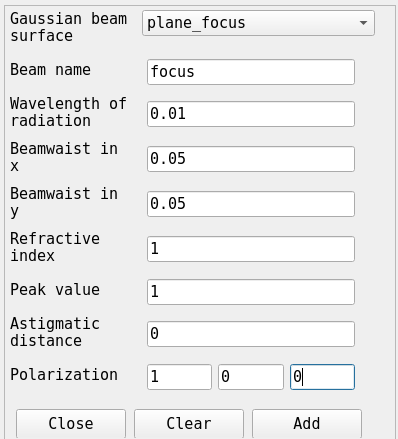 Gaussian beam
surface
plane_focus
Beam name
focus
Wavelength of
radiation
0.01
Beamwaist in
x
0.05
Beamwaist in
y
0.05
Refractive
index
1
Peak value
1
Astigmatic
distance
0
Polarization
1 0 0
Close Clear Add